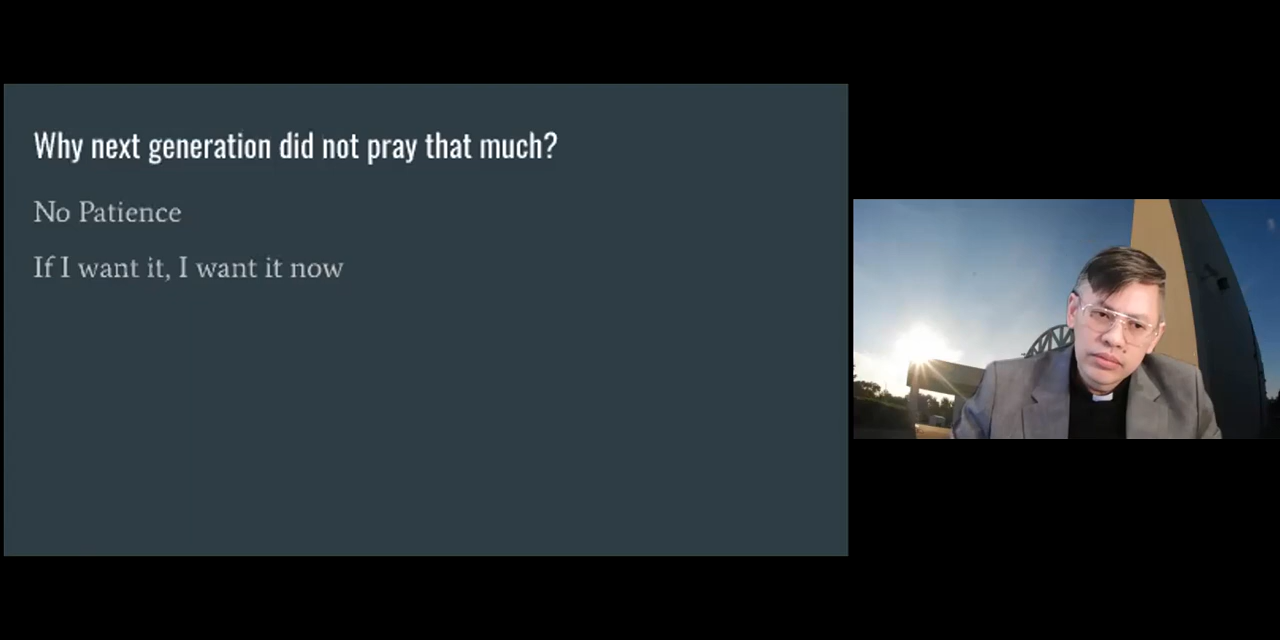 Why next generation did not pray that much?
No Patience
If I want it, I want it now